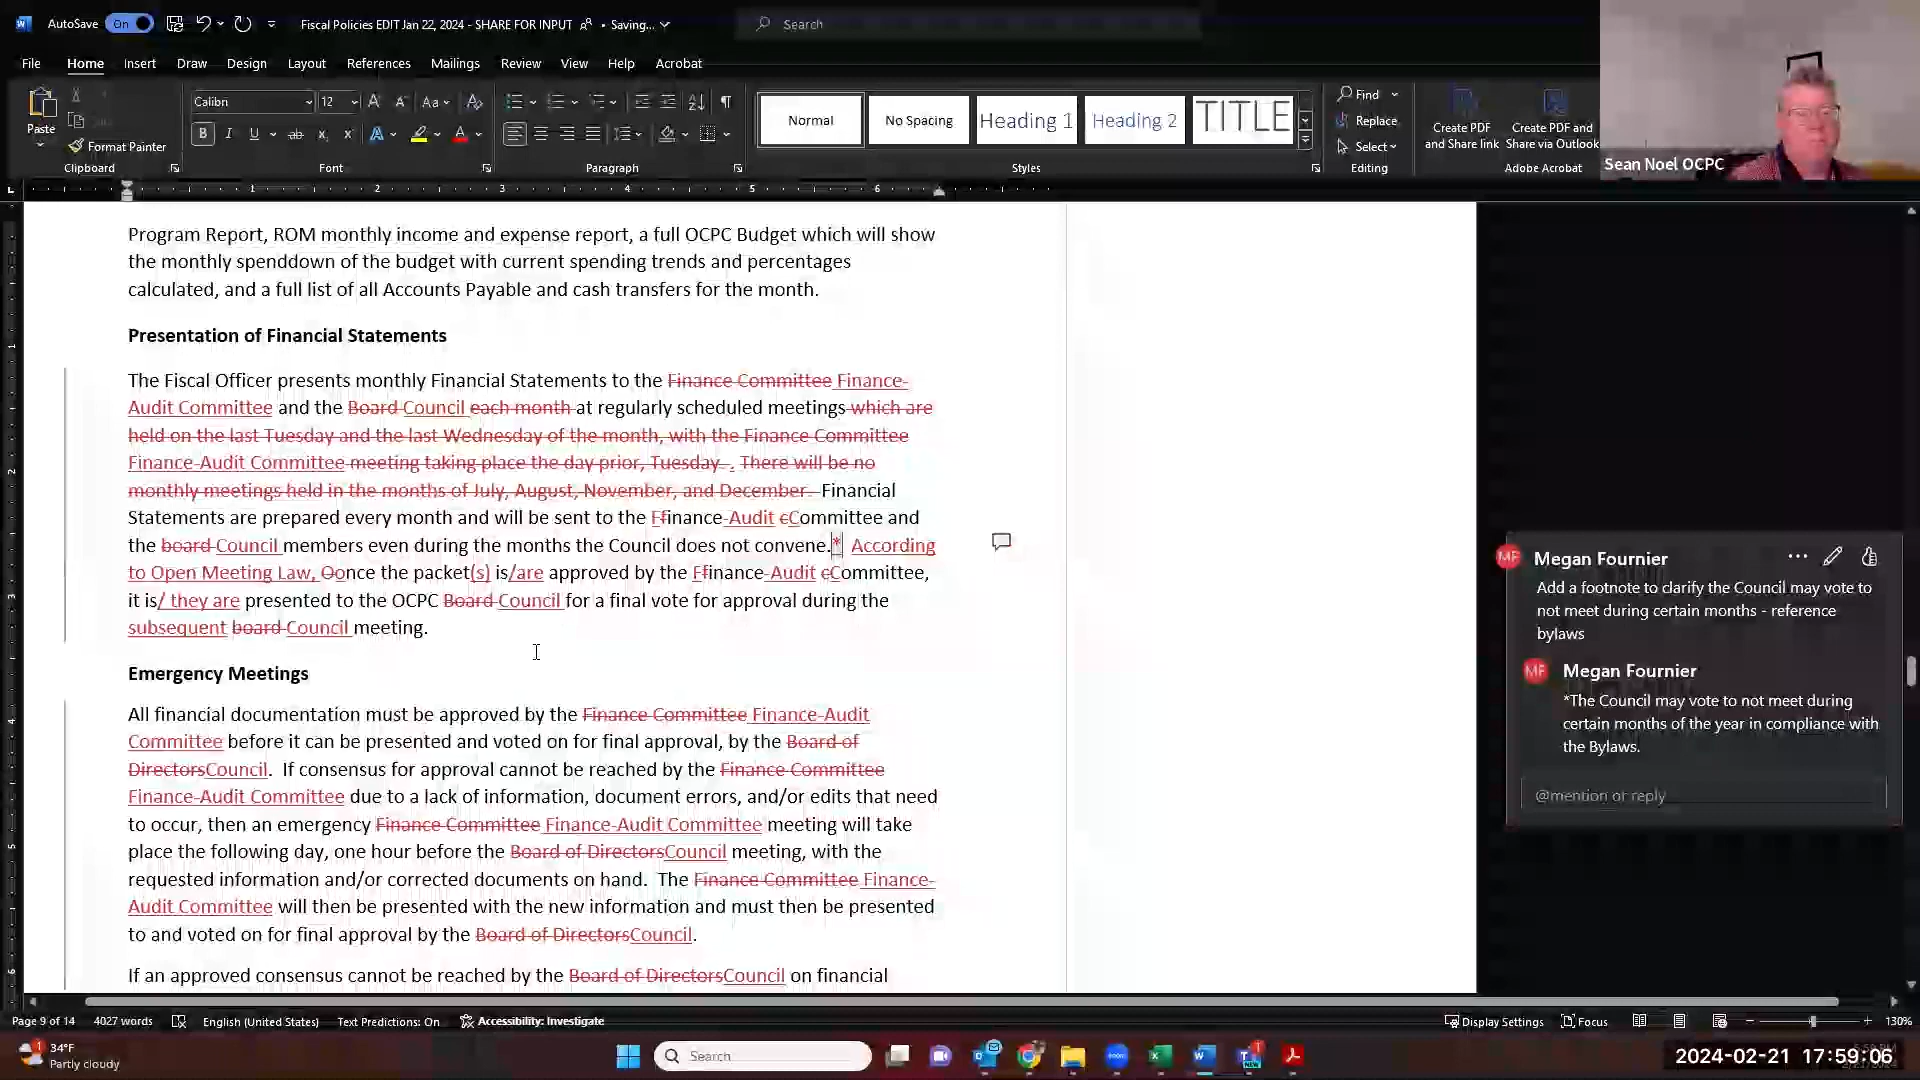 AutoSave On Fiscal Policies EDIT Jan 22, 2024 - SHARE FOR INPUT • Saving... Search
File Home Insert Draw Design Layout References Mailings Review View Help Acrobat
Paste
Format Painter
Clipboard
Calibri 12
Font
Paragraph
Normal
No Spacing
Heading 1
Heading 2
TITLE
Styles
Find
Replace
Select
Editing
Create PDF and Share link
Create PDF and Share via Outlook
Adobe Acrobat
Sean Noel OCPC
Program Report, ROM monthly income and expense report, a full OCPC Budget which will show
the monthly spenddown of the budget with current spending trends and percentages
calculated, and a full list of all Accounts Payable and cash transfers for the month.
Presentation of Financial Statements
The Fiscal Officer presents monthly Financial Statements to the Finance Committee Finance-
Audit Committee and the Board Council each month at regularly scheduled meetings which are
held on the last Tuesday and the last Wednesday of the month, with the Finance Committee
Finance-Audit Committee meeting taking place the day prior, Tuesday. . There will be no
monthly meetings held in the months of July, August, November, and December. Financial
Statements are prepared every month and will be sent to the Ffinance-Audit cCommittee and
the board Council members even during the months the Council does not convene.* According
to Open Meeting Law, Oonce the packet(s) is/are approved by the Ffinance-Audit cCommittee,
it is/ they are presented to the OCPC Board Council for a final vote for approval during the
subsequent board Council meeting.
Emergency Meetings
All financial documentation must be approved by the Finance Committee Finance-Audit
Committee before it can be presented and voted on for final approval, by the Board of
DirectorsCouncil. If consensus for approval cannot be reached by the Finance Committee
Finance-Audit Committee due to a lack of information, document errors, and/or edits that need
to occur, then an emergency Finance Committee Finance-Audit Committee meeting will take
place the following day, one hour before the Board of DirectorsCouncil meeting, with the
requested information and/or corrected documents on hand. The Finance Committee Finance-
Audit Committee will then be presented with the new information and must then be presented
to and voted on for final approval by the Board of DirectorsCouncil.
If an approved consensus cannot be reached by the Board of DirectorsCouncil on financial
MF Megan Fournier
Add a footnote to clarify the Council may vote to
not meet during certain months - reference
bylaws
MF Megan Fournier
*The Council may vote to not meet during
certain months of the year in compliance with
the Bylaws.
@mention or reply
Page 9 of 14 4027 words English (United States) Text Predictions: On Accessibility: Investigate Display Settings Focus 130%
34°F
Partly cloudy
Search
2024-02-21 17:59:06